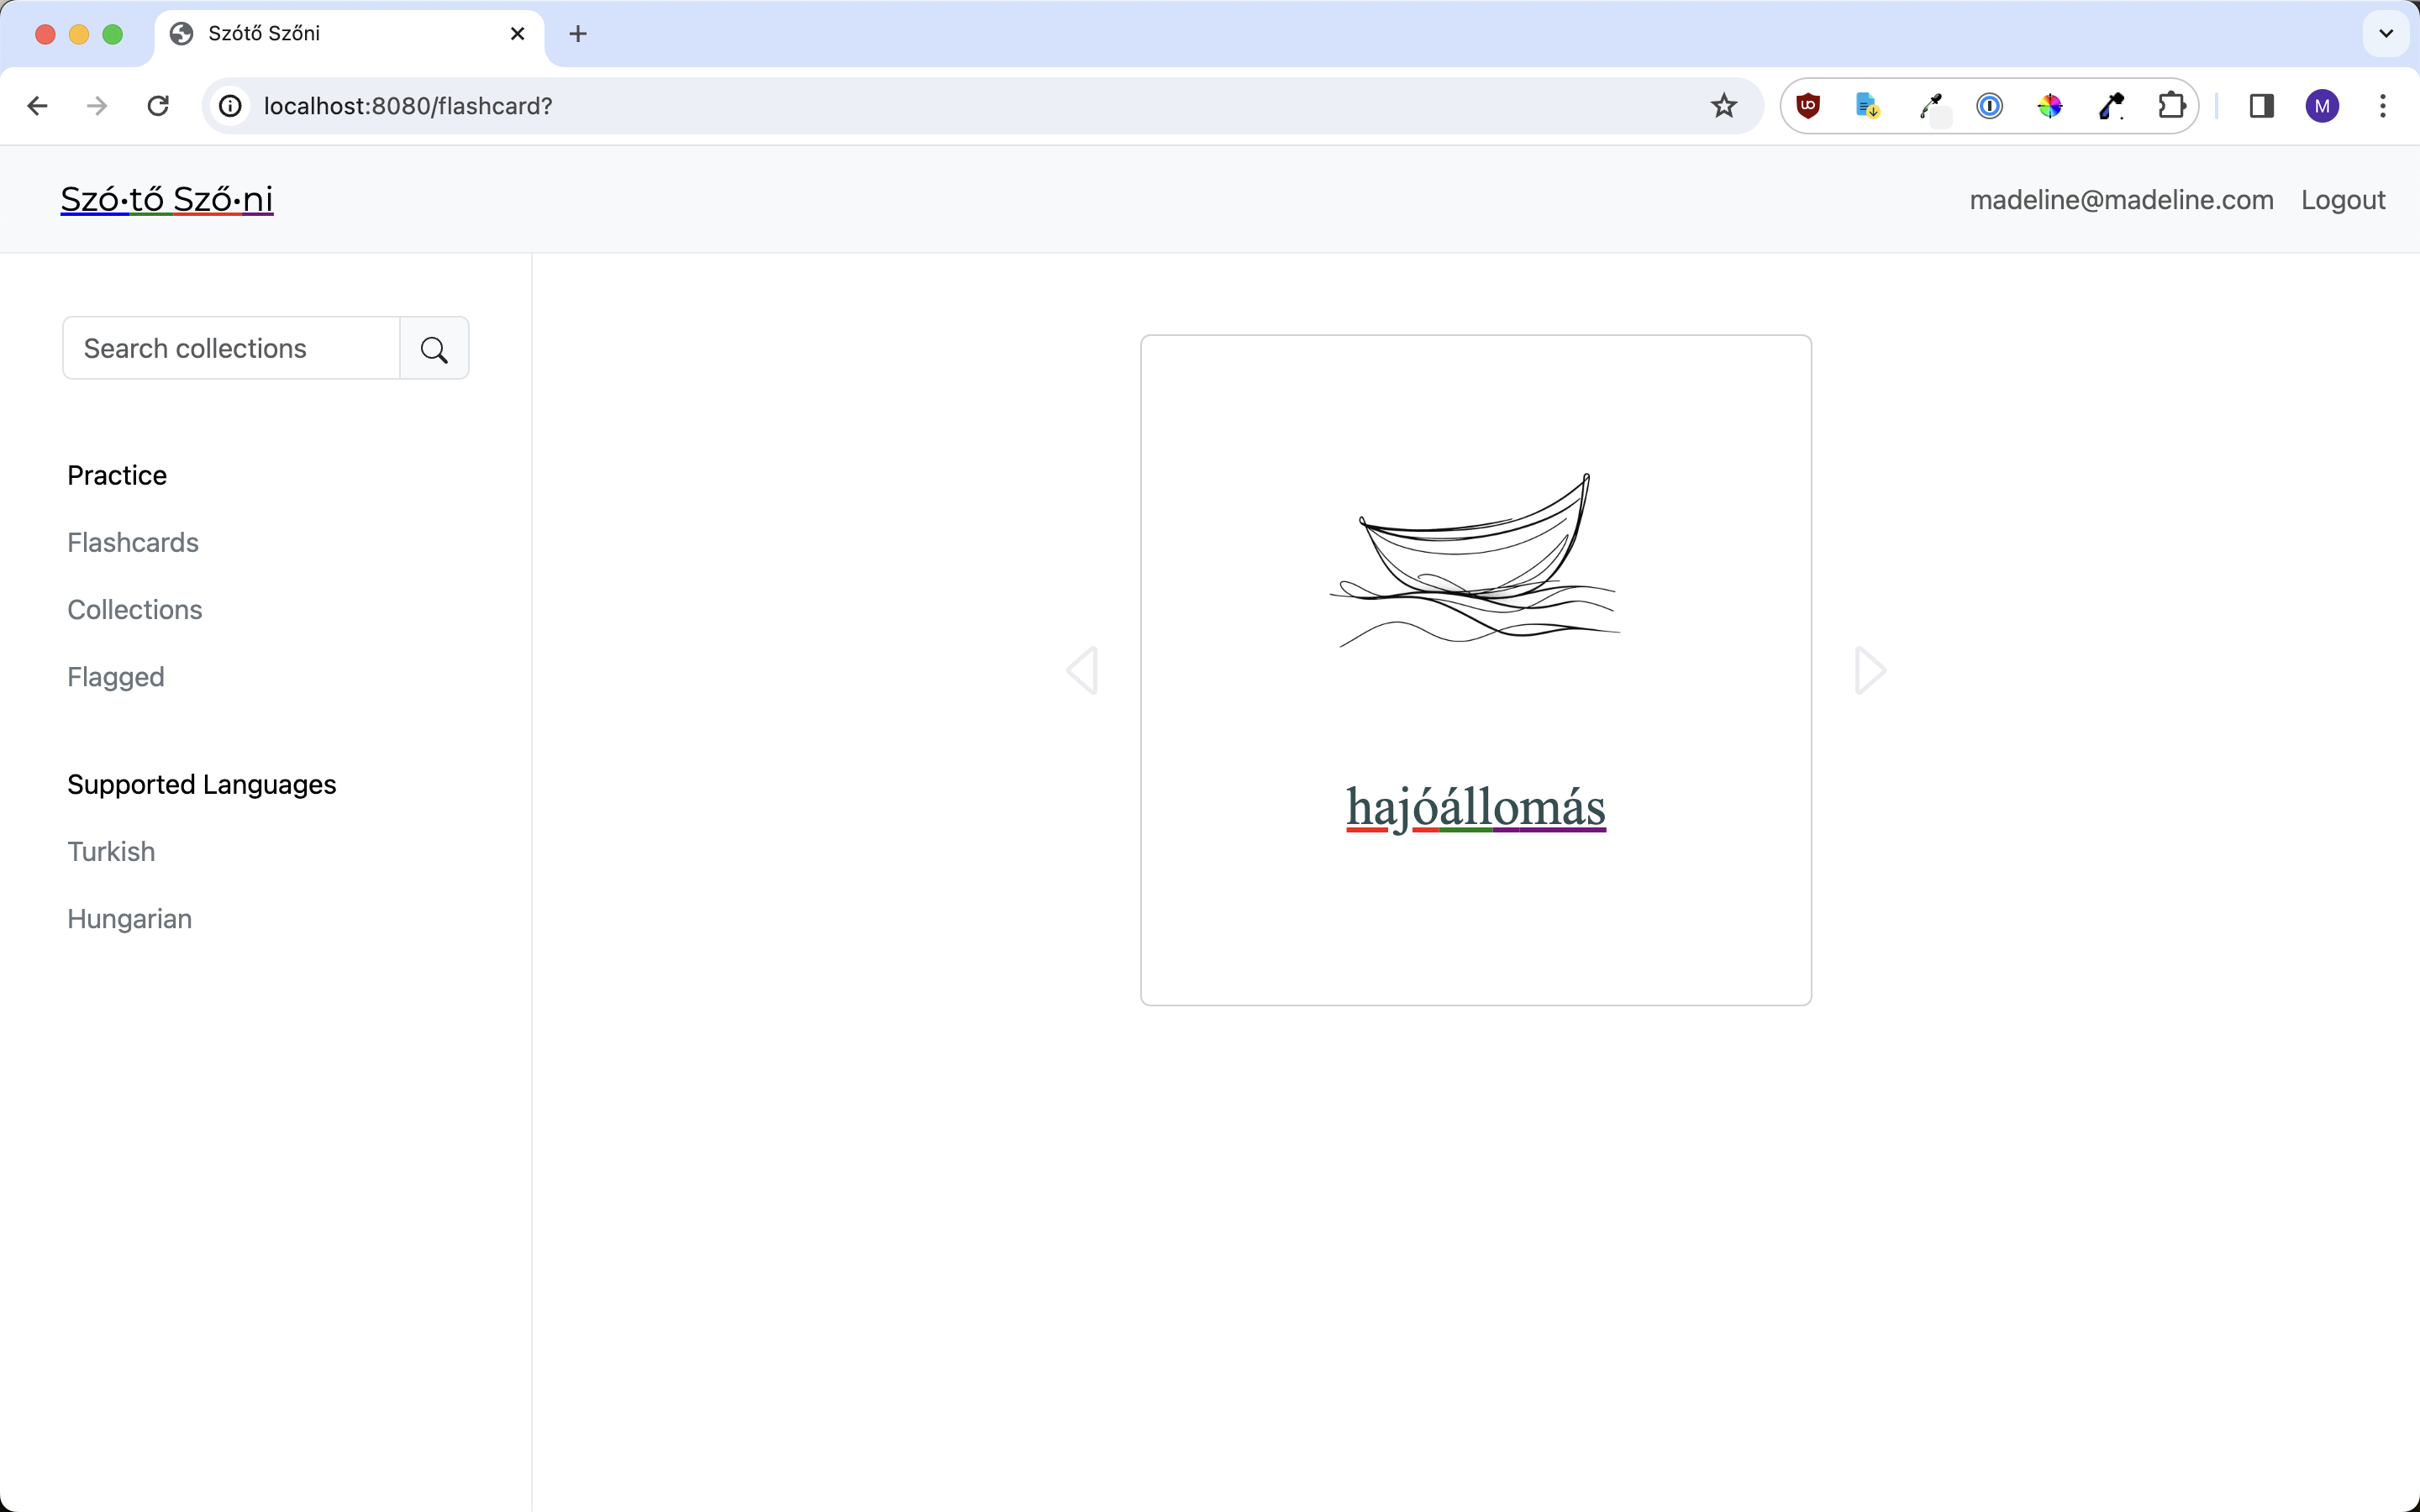 Szótő Szőni
localhost:8080/flashcard?
M
Szó·tő Sző·ni
madeline@madeline.com Logout
Search collections
Practice
Flashcards
Collections
Flagged
Supported Languages
Turkish
Hungarian
hajóállomás